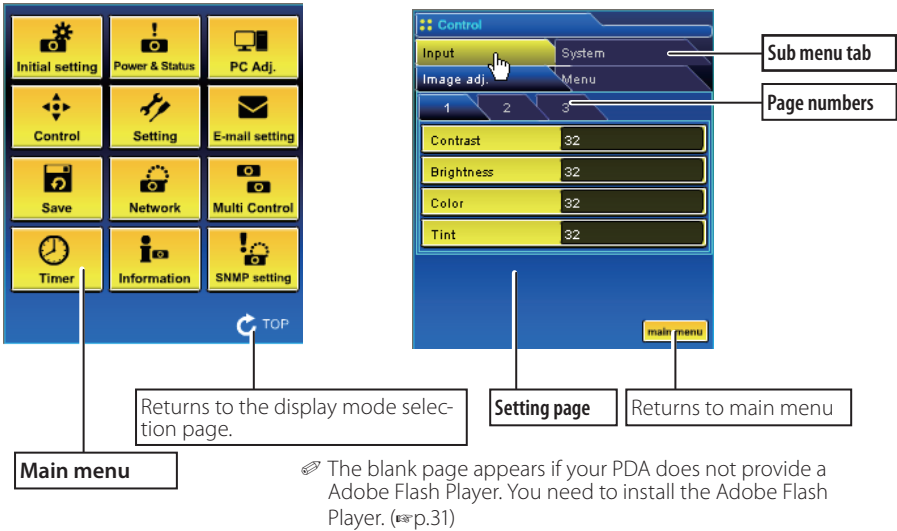 Initial setting
Power & Status
PC Adj.
Control
Setting
E-mail setting
Save
Network
Multi Control
Timer
Information
SNMP setting
TOP
Main menu
Returns to the display mode selec-
tion page.
Control
Input
System
Image adj.
Menu
1 2 3
Contrast 32
Brightness 32
Color 32
Tint 32
main menu
Sub menu tab
Page numbers
Setting page
Returns to main menu
✐ The blank page appears if your PDA does not provide a
Adobe Flash Player. You need to install the Adobe Flash
Player. (☞p.31)